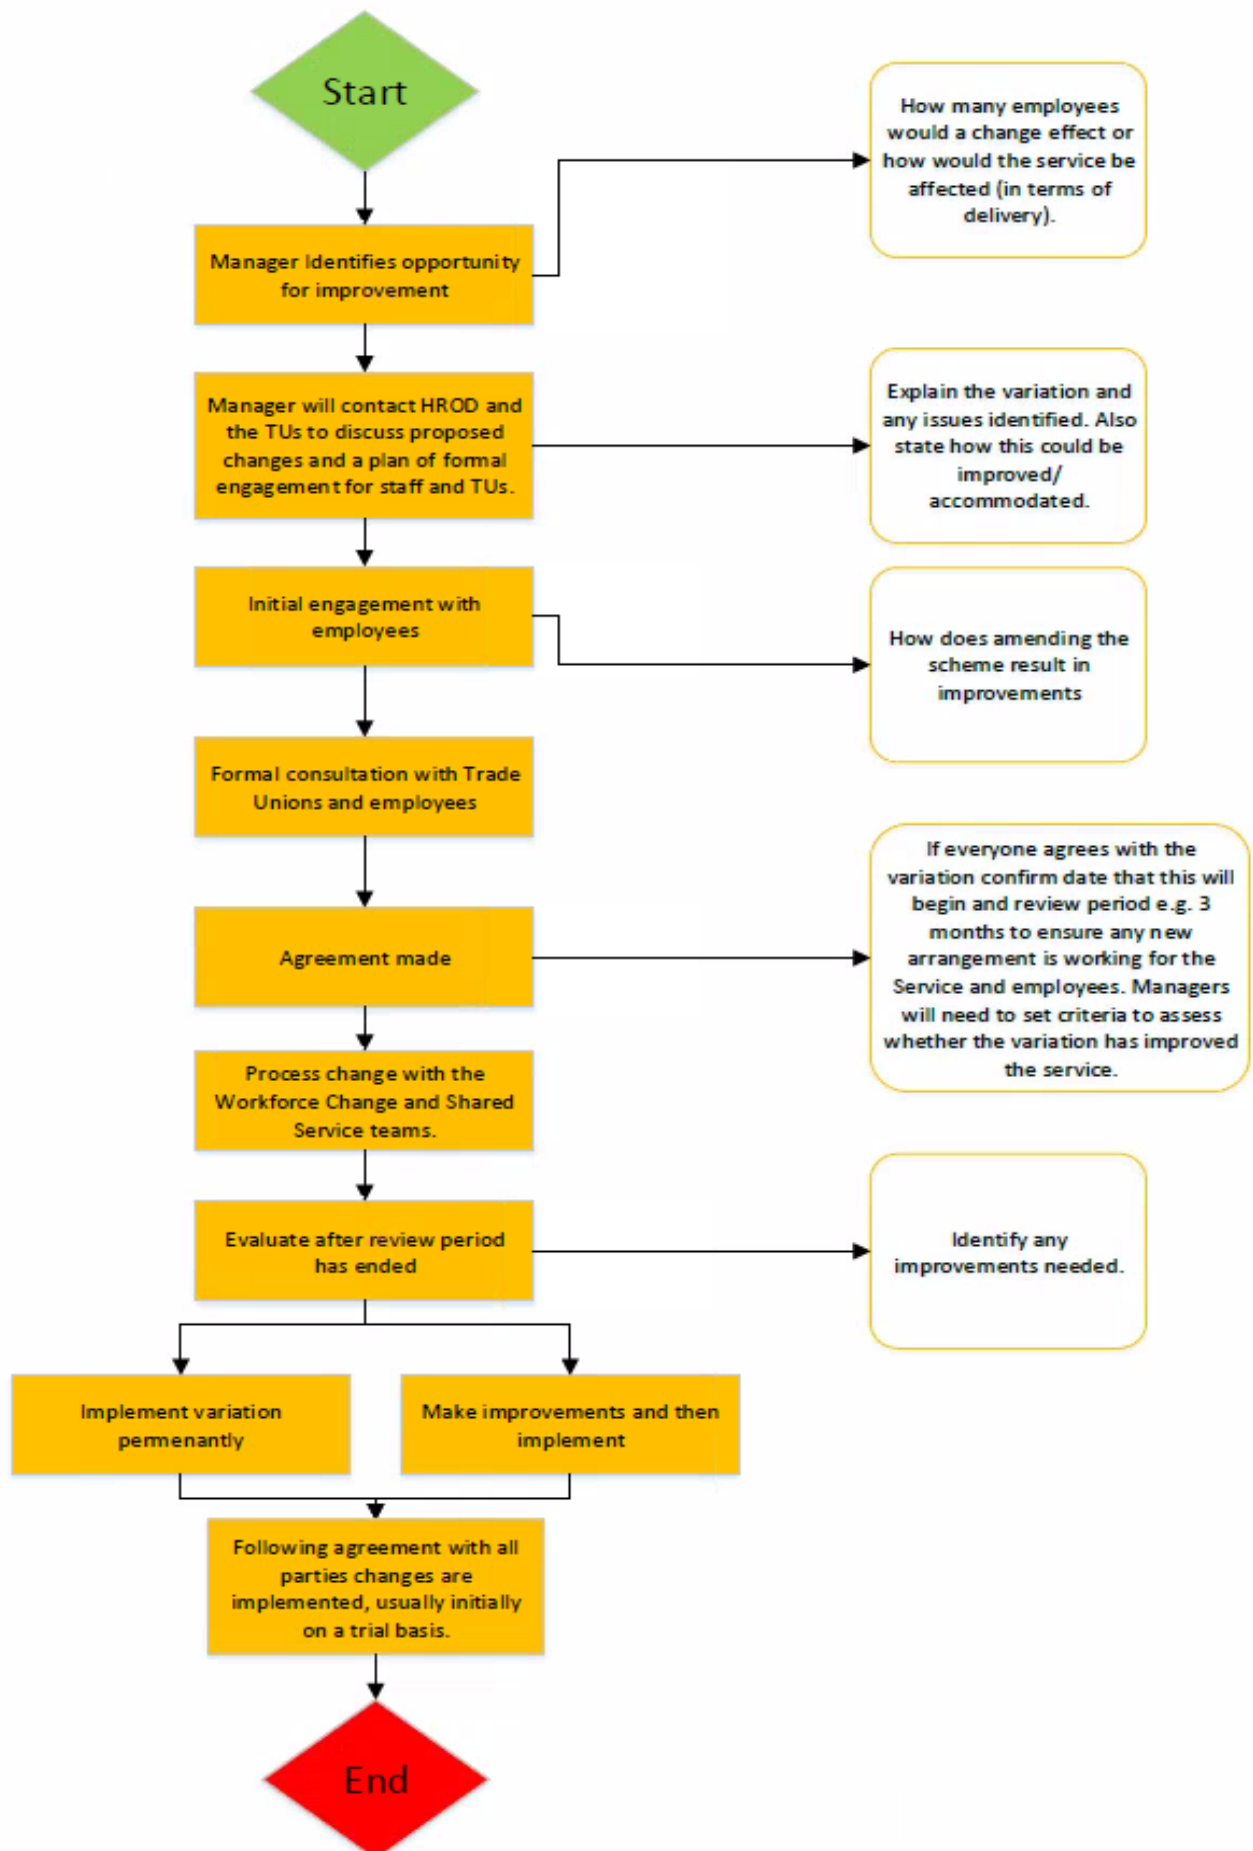 Start
How many employees
would a change effect or
how would the service be
affected (in terms of
delivery).
Manager Identifies opportunity
for improvement
Manager will contact HROD and
the TUs to discuss proposed
changes and a plan of formal
engagement for staff and TUs.
Explain the variation and
any issues identified. Also
state how this could be
improved/
accommodated.
Initial engagement with
employees
How does amending the
scheme result in
improvements
Formal consultation with Trade
Unions and employees
Agreement made
If everyone agrees with the
variation confirm date that this will
begin and review period e.g. 3
months to ensure any new
arrangement is working for the
Service and employees. Managers
will need to set criteria to assess
whether the variation has improved
the service.
Process change with the
Workforce Change and Shared
Service teams.
Evaluate after review period
has ended
Identify any
improvements needed.
Implement variation
permenantly
Make improvements and then
implement
Following agreement with all
parties changes are
implemented, usually initially
on a trial basis.
End